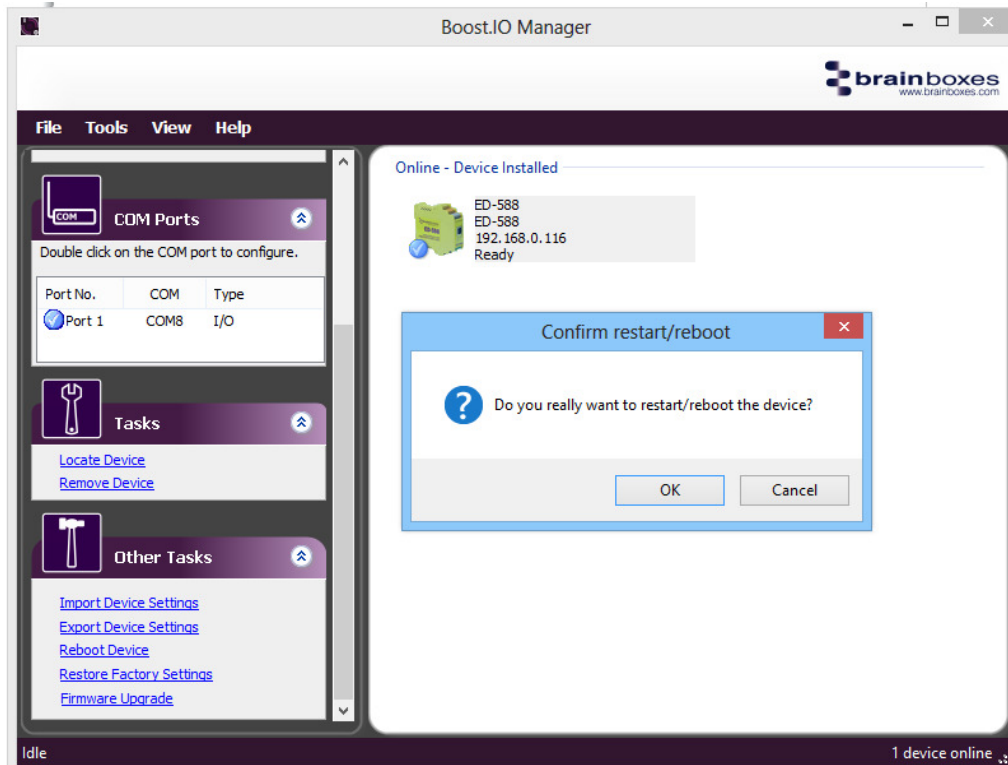 Boost.IO Manager
brainboxes
www.brainboxes.com
File Tools View Help
COM
COM Ports
Double click on the COM port to configure.
Port No. COM Type
Port 1 COM8 I/O
Tasks
Locate Device
Remove Device
Other Tasks
Import Device Settings
Export Device Settings
Reboot Device
Restore Factory Settings
Firmware Upgrade
Online - Device Installed
ED-588
ED-588
ED-588
192.168.0.116
Ready
Confirm restart/reboot
Do you really want to restart/reboot the device?
OK Cancel
Idle 1 device online